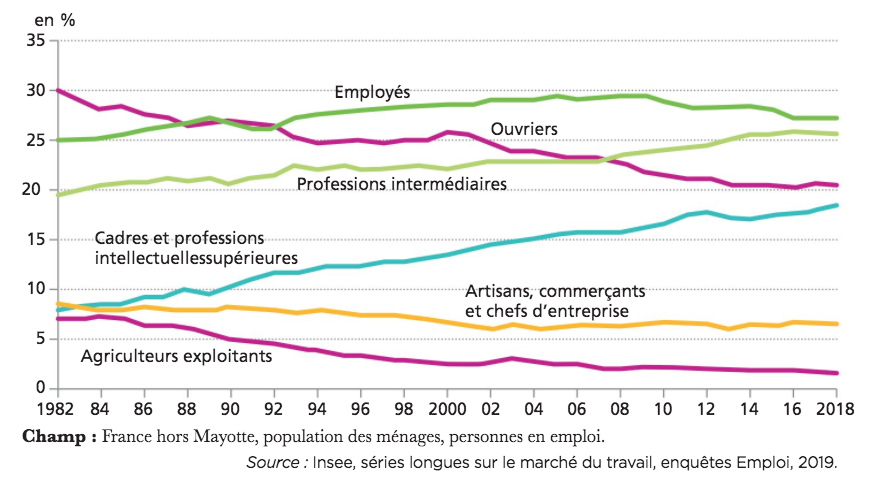 en %
35
30
25
20
15
10
5
0
Employés
Ouvriers
Professions intermédiaires
Cadres et professions
intellectuellessupérieures
Artisans, commerçants
et chefs d'entreprise
Agriculteurs exploitants
1982 84 86 88 90 92 94 96 98 2000 02 04 06 08 10 12 14 16 2018
Champ : France hors Mayotte, population des ménages, personnes en emploi.
Source : Insee, séries longues sur le marché du travail, enquêtes Emploi, 2019.